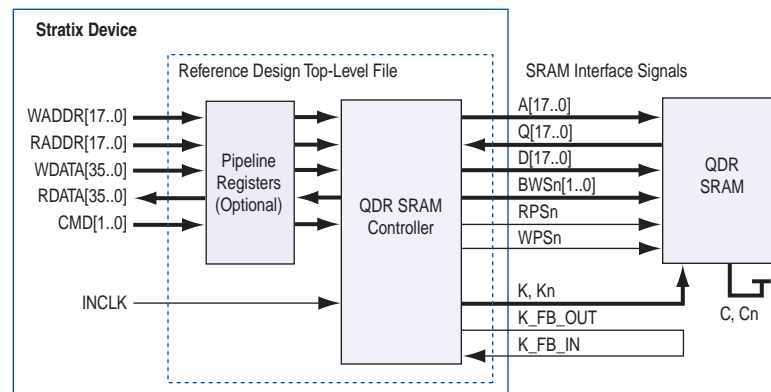 Stratix Device
Reference Design Top-Level File
SRAM Interface Signals
WADDR[17..0]
RADDR[17..0]
WDATA[35..0]
RDATA[35..0]
CMD[1..0]
INCLK
Pipeline
Registers
(Optional)
QDR SRAM
Controller
A[17..0]
Q[17..0]
D[17..0]
BWSn[1..0]
RPSn
WPSn
K, Kn
K_FB_OUT
K_FB_IN
QDR
SRAM
C, Cn